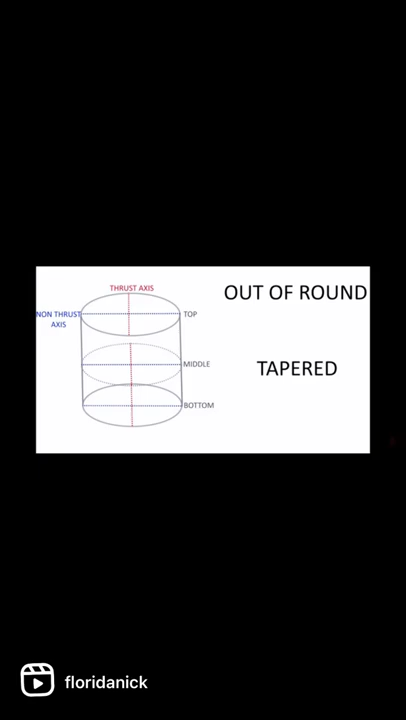 THRUST AXIS
OUT OF ROUND
NON THRUST
AXIS
TOP
MIDDLE
TAPERED
BOTTOM
floridanick